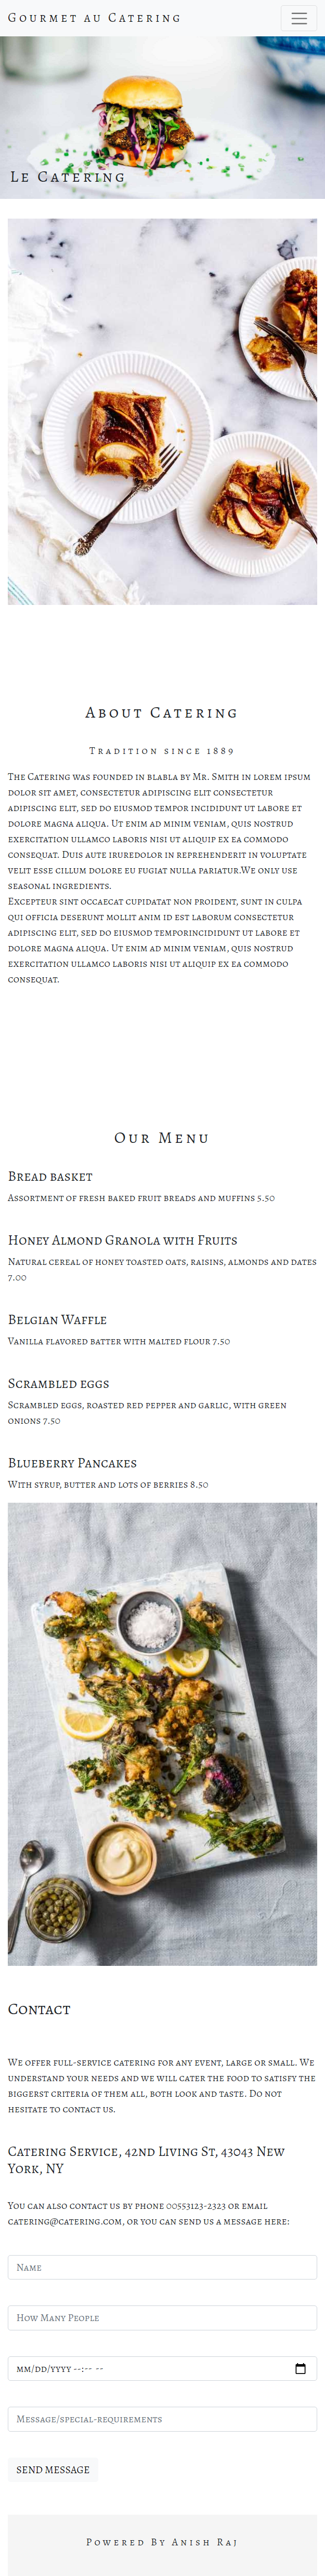 Gourmet au Catering
Le Catering
About Catering
Tradition since 1889
The Catering was founded in blabla by Mr. Smith in lorem ipsum
dolor sit amet, consectetur adipiscing elit consectetur
adipiscing elit, sed do eiusmod tempor incididunt ut labore et
dolore magna aliqua. Ut enim ad minim veniam, quis nostrud
exercitation ullamco laboris nisi ut aliquip ex ea commodo
consequat. Duis aute iruredolor in reprehenderit in voluptate
velit esse cillum dolore eu fugiat nulla pariatur.We only use
seasonal ingredients.
Excepteur sint occaecat cupidatat non proident, sunt in culpa
qui officia deserunt mollit anim id est laborum consectetur
adipiscing elit, sed do eiusmod temporincididunt ut labore et
dolore magna aliqua. Ut enim ad minim veniam, quis nostrud
exercitation ullamco laboris nisi ut aliquip ex ea commodo
consequat.
Our Menu
Bread basket
Assortment of fresh baked fruit breads and muffins 5.50
Honey Almond Granola with Fruits
Natural cereal of honey toasted oats, raisins, almonds and dates
7.00
Belgian Waffle
Vanilla flavored batter with malted flour 7.50
Scrambled eggs
Scrambled eggs, roasted red pepper and garlic, with green
onions 7.50
Blueberry Pancakes
With syrup, butter and lots of berries 8.50
Contact
We offer full-service catering for any event, large or small. We
understand your needs and we will cater the food to satisfy the
biggerst criteria of them all, both look and taste. Do not
hesitate to contact us.
Catering Service, 42nd Living St, 43043 New
York, NY
You can also contact us by phone 00553123-2323 or email
catering@catering.com, or you can send us a message here:
Name
How Many People
mm/dd/yyyy --:-- --
Message/special-requirements
SEND MESSAGE
Powered By Anish Raj